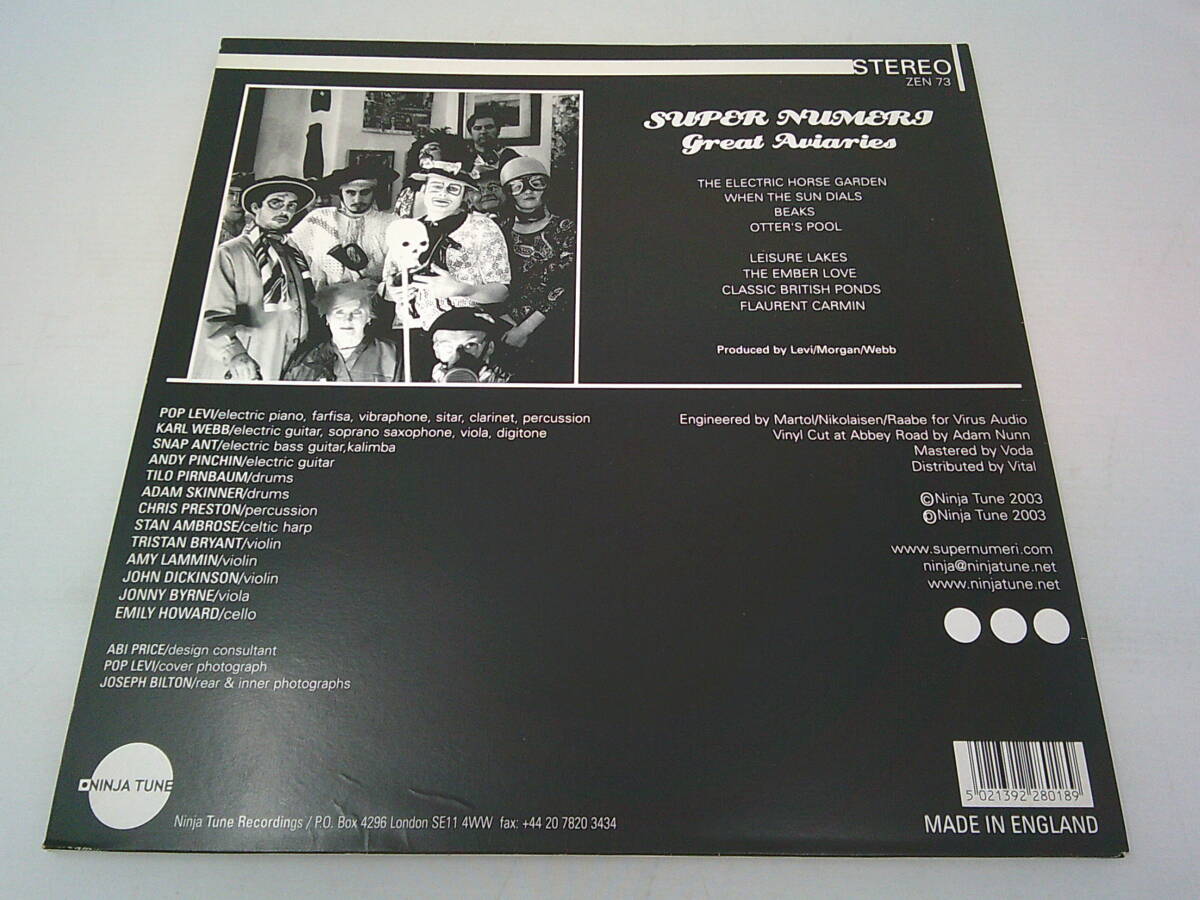 STEREO
ZEN 73
SUPER NUMERI
Great Aviaries
THE ELECTRIC HORSE GARDEN
WHEN THE SUN DIALS
BEAKS
OTTER'S POOL
LEISURE LAKES
THE EMBER LOVE
CLASSIC BRITISH PONDS
FLAURENT CARMIN
Produced by Levi/Morgan/Webb
POP LEVI/electric piano, farfisa, vibraphone, sitar, clarinet, percussion
KARL WEBB/electric guitar, soprano saxophone, viola, digitone
SNAP ANT/electric bass guitar,kalimba
ANDY PINCHIN/electric guitar
TILO PIRNBAUM/drums
ADAM SKINNER/drums
CHRIS PRESTON/percussion
STAN AMBROSE/celtic harp
TRISTAN BRYANT/violin
AMY LAMMIN/violin
JOHN DICKINSON/violin
JONNY BYRNE/viola
EMILY HOWARD/cello
ABI PRICE/design consultant
POP LEVI/cover photograph
JOSEPH BILTON/rear & inner photographs
Engineered by Martol/Nikolaisen/Raabe for Virus Audio
Vinyl Cut at Abbey Road by Adam Nunn
Mastered by Voda
Distributed by Vital
©Ninja Tune 2003
℗Ninja Tune 2003
www.supernumeri.com
ninja@ninjatune.net
www.ninjatune.net
NINJA TUNE
Ninja Tune Recordings / P.O. Box 4296 London SE11 4WW fax: +44 20 7820 3434
5 021392 280189
MADE IN ENGLAND